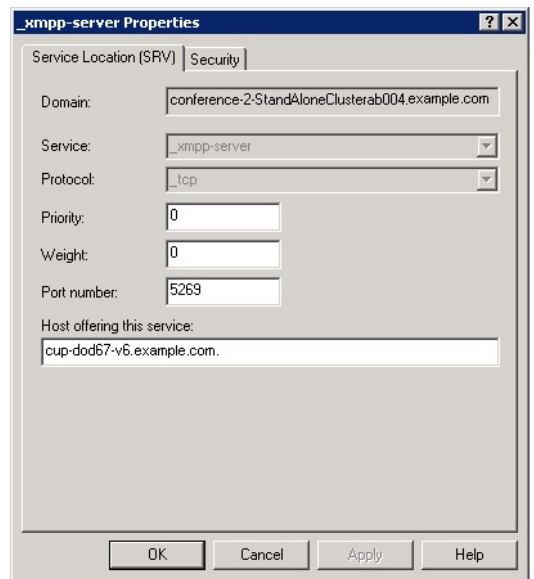 _xmpp-server Properties
Service Location (SRV) Security
Domain: conference-2-StandAloneClusterab004.example.com
Service: _xmpp-server
Protocol: _tcp
Priority: 0
Weight: 0
Port number: 5269
Host offering this service:
cup-dod67-v6.example.com.
OK Cancel Apply Help